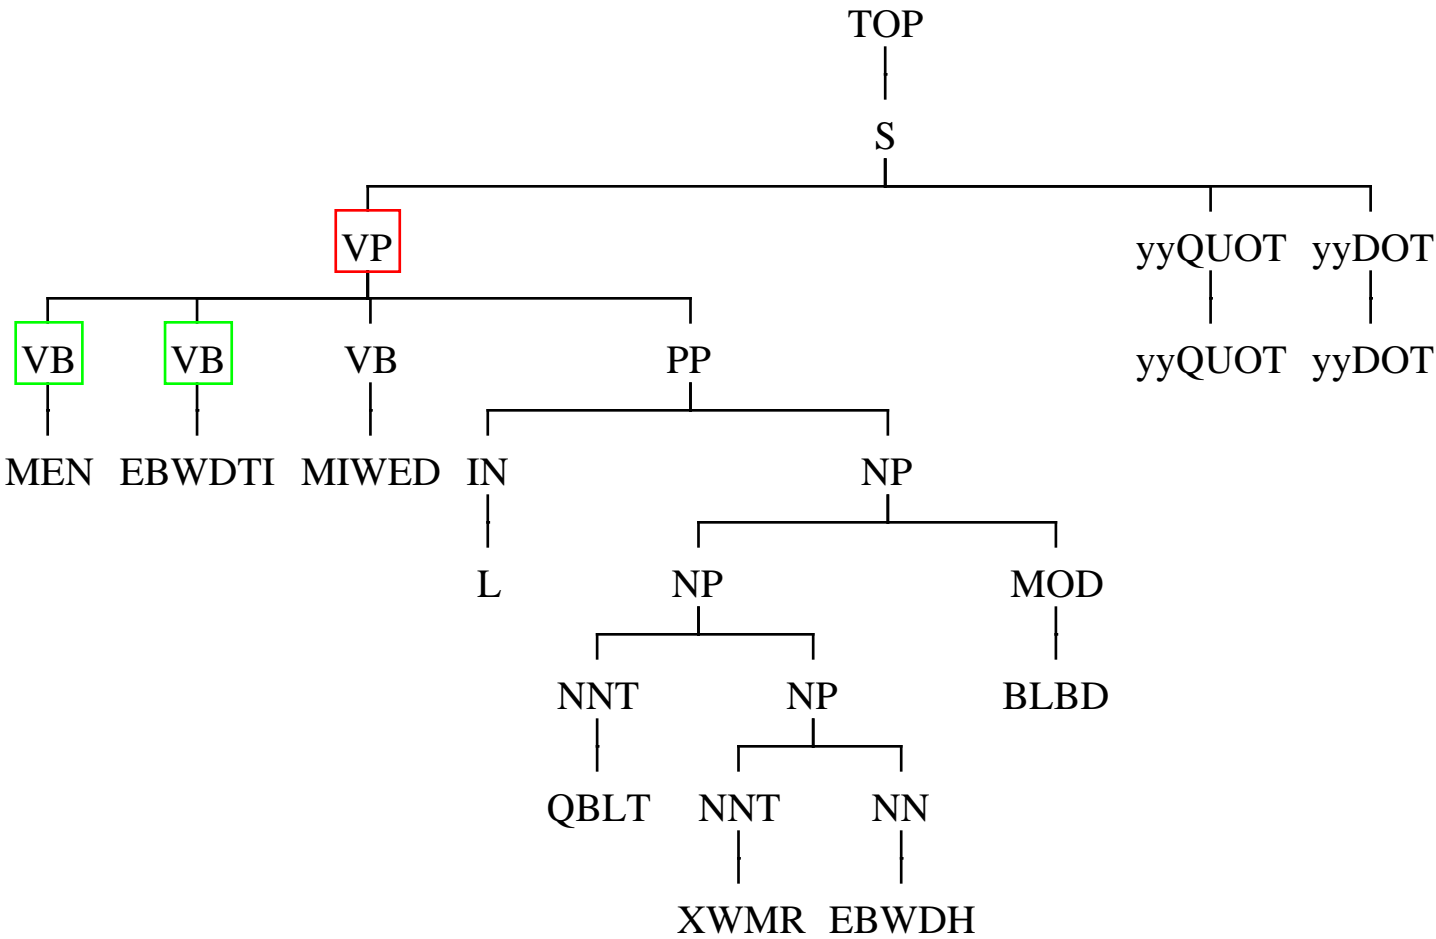 TOP
S
VP yyQUOT yyDOT
VB VB VB PP yyQUOT yyDOT
MEN EBWDTI MIWED IN NP
L NP MOD
NNT NP BLBD
QBLT NNT NN
XWMR EBWDH